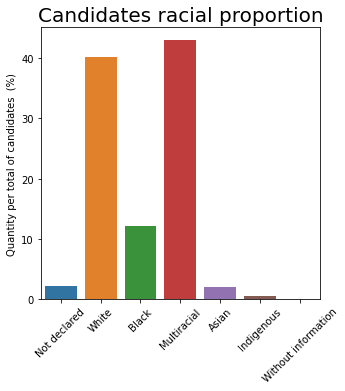 Candidates racial proportion
Quantity per total of candidates  (%)
40
30
20
10
0
Not declared
White
Black
Multiracial
Asian
Indigenous
Without information